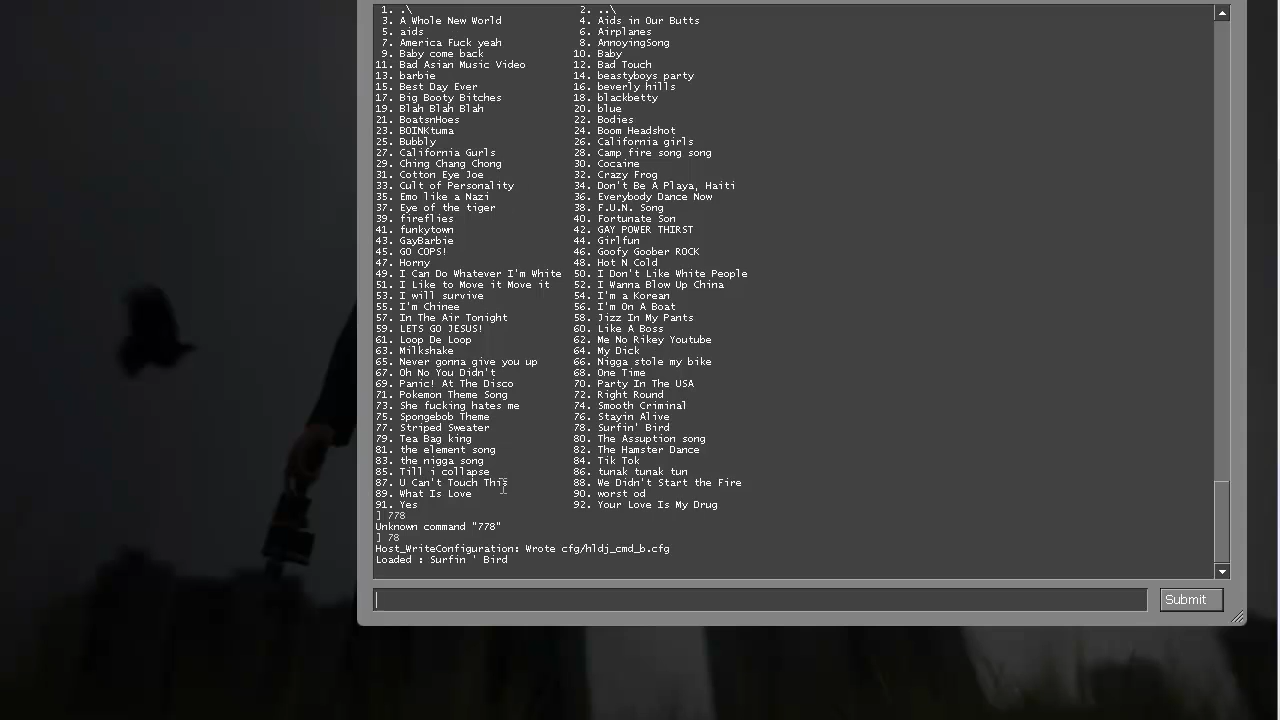 1. .\ 2. ..\
3. A Whole New World 4. Aids in Our Butts
5. aids 6. Airplanes
7. America Fuck yeah 8. AnnoyingSong
9. Baby come back 10. Baby
11. Bad Asian Music Video 12. Bad Touch
13. barbie 14. beastyboys party
15. Best Day Ever 16. beverly hills
17. Big Booty Bitches 18. blackbetty
19. Blah Blah Blah 20. blue
21. BoatsnHoes 22. Bodies
23. BOINKtuma 24. Boom Headshot
25. Bubbly 26. California girls
27. California Gurls 28. Camp fire song song
29. Ching Chang Chong 30. Cocaine
31. Cotton Eye Joe 32. Crazy Frog
33. Cult of Personality 34. Don't Be A Playa, Haiti
35. Emo like a Nazi 36. Everybody Dance Now
37. Eye of the tiger 38. F.U.N. Song
39. fireflies 40. Fortunate Son
41. funkytown 42. GAY POWER THIRST
43. GayBarbie 44. Girlfun
45. GO COPS! 46. Goofy Goober ROCK
47. Horny 48. Hot N Cold
49. I Can Do Whatever I'm White 50. I Don't Like White People
51. I Like to Move it Move it 52. I Wanna Blow Up China
53. I will survive 54. I'm a Korean
55. I'm Chinee 56. I'm On A Boat
57. In The Air Tonight 58. Jizz In My Pants
59. LETS GO JESUS! 60. Like A Boss
61. Loop De Loop 62. Me No Rikey Youtube
63. Milkshake 64. My Dick
65. Never gonna give you up 66. Nigga stole my bike
67. Oh No You Didn't 68. One Time
69. Panic! At The Disco 70. Party In The USA
71. Pokemon Theme Song 72. Right Round
73. She fucking hates me 74. Smooth Criminal
75. Spongebob Theme 76. Stayin Alive
77. Striped Sweater 78. Surfin' Bird
79. Tea Bag king 80. The Assuption song
81. the element song 82. The Hamster Dance
83. the nigga song 84. Tik Tok
85. Till i collapse 86. tunak tunak tun
87. U Can't Touch This 88. We Didn't Start the Fire
89. What Is Love 90. worst od
91. Yes 92. Your Love Is My Drug
] 778
Unknown command "778"
] 78
Host_WriteConfiguration: Wrote cfg/hldj_cmd_b.cfg
Loaded : Surfin ' Bird
Submit